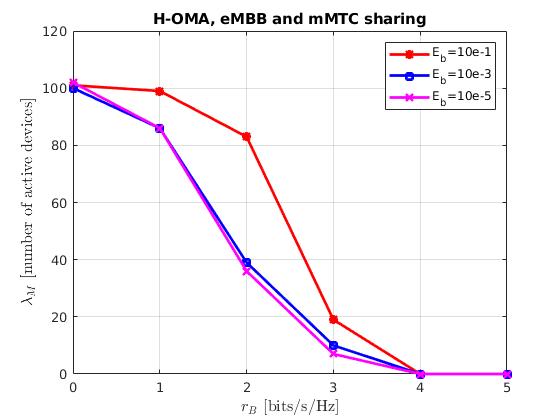 H-OMA, eMBB and mMTC sharing
E_b=10e-1
E_b=10e-3
E_b=10e-5
λ_M [number of active devices]
120
100
80
60
40
20
0
0 1 2 3 4 5
r_B [bits/s/Hz]